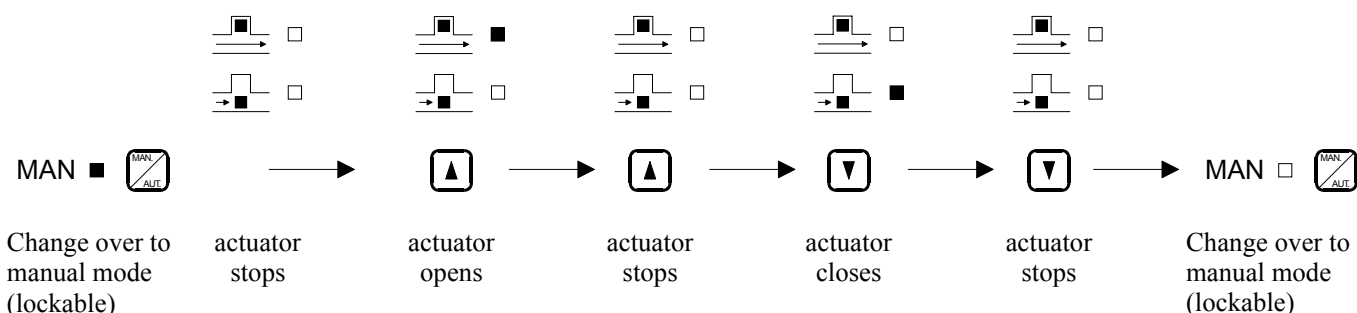 MAN
MAN.
AUT.
MAN
MAN.
AUT.
Change over to
manual mode
(lockable)
actuator
stops
actuator
opens
actuator
stops
actuator
closes
actuator
stops
Change over to
manual mode
(lockable)